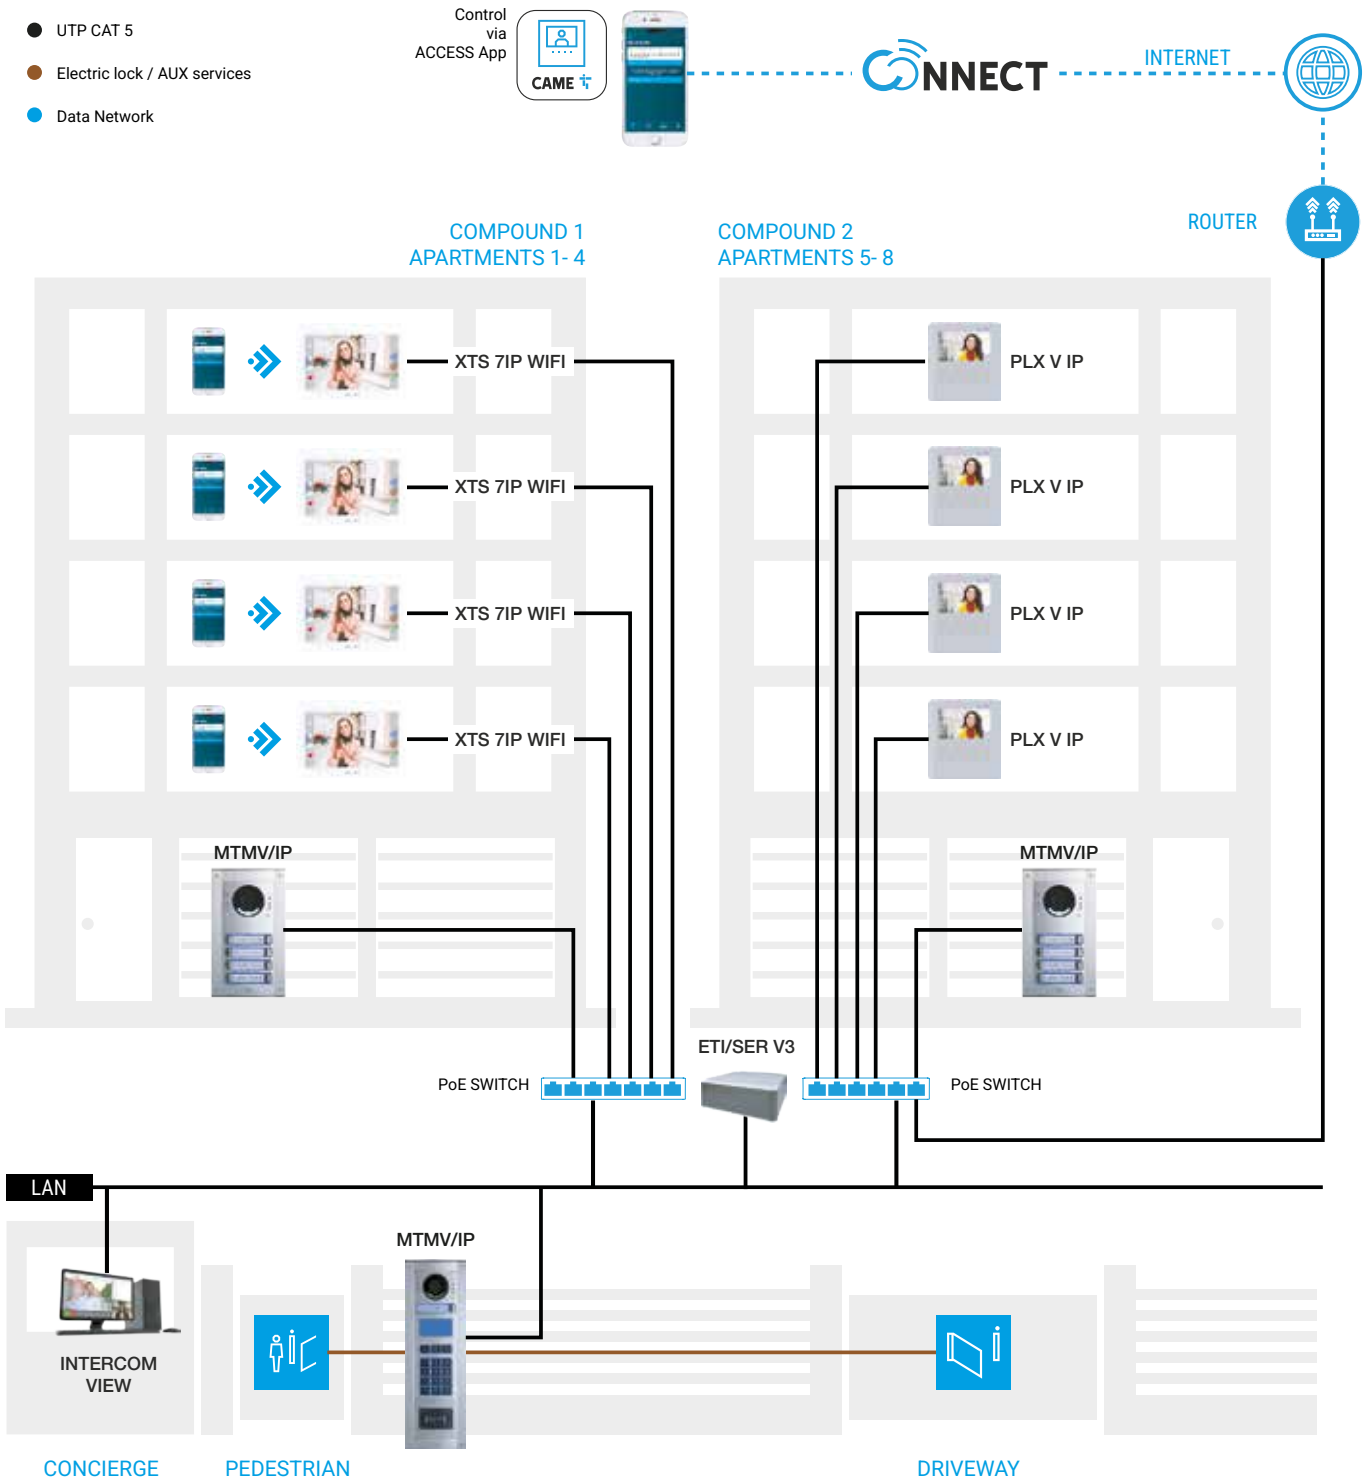 UTP CAT 5
Electric lock / AUX services
Data Network
Control
via
ACCESS App
CAME
CONNECT
INTERNET
ROUTER
COMPOUND 1
APARTMENTS 1- 4
COMPOUND 2
APARTMENTS 5- 8
XTS 7IP WIFI
PLX V IP
XTS 7IP WIFI
PLX V IP
XTS 7IP WIFI
PLX V IP
XTS 7IP WIFI
PLX V IP
MTMV/IP
MTMV/IP
ETI/SER V3
PoE SWITCH
PoE SWITCH
LAN
MTMV/IP
INTERCOM
VIEW
CONCIERGE
PEDESTRIAN
DRIVEWAY